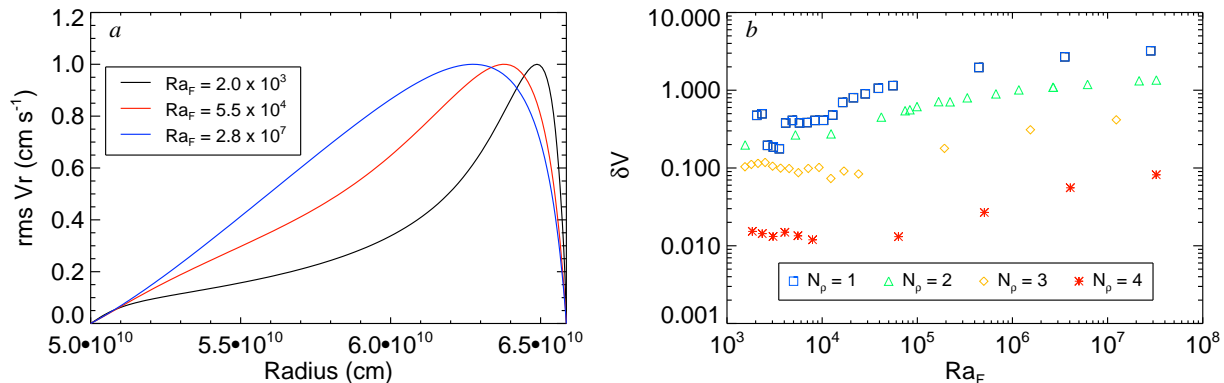 a
1.2
1.0
0.8
0.6
0.4
0.2
0.0
rms Vr (cm s⁻¹)
Ra_F = 2.0 x 10³
Ra_F = 5.5 x 10⁴
Ra_F = 2.8 x 10⁷
5.0•10¹⁰ 5.5•10¹⁰ 6.0•10¹⁰ 6.5•10¹⁰
Radius (cm)
b
10.000
1.000
0.100
0.010
0.001
δV
N_ρ = 1 N_ρ = 2 N_ρ = 3 N_ρ = 4
10³ 10⁴ 10⁵ 10⁶ 10⁷ 10⁸
Ra_F